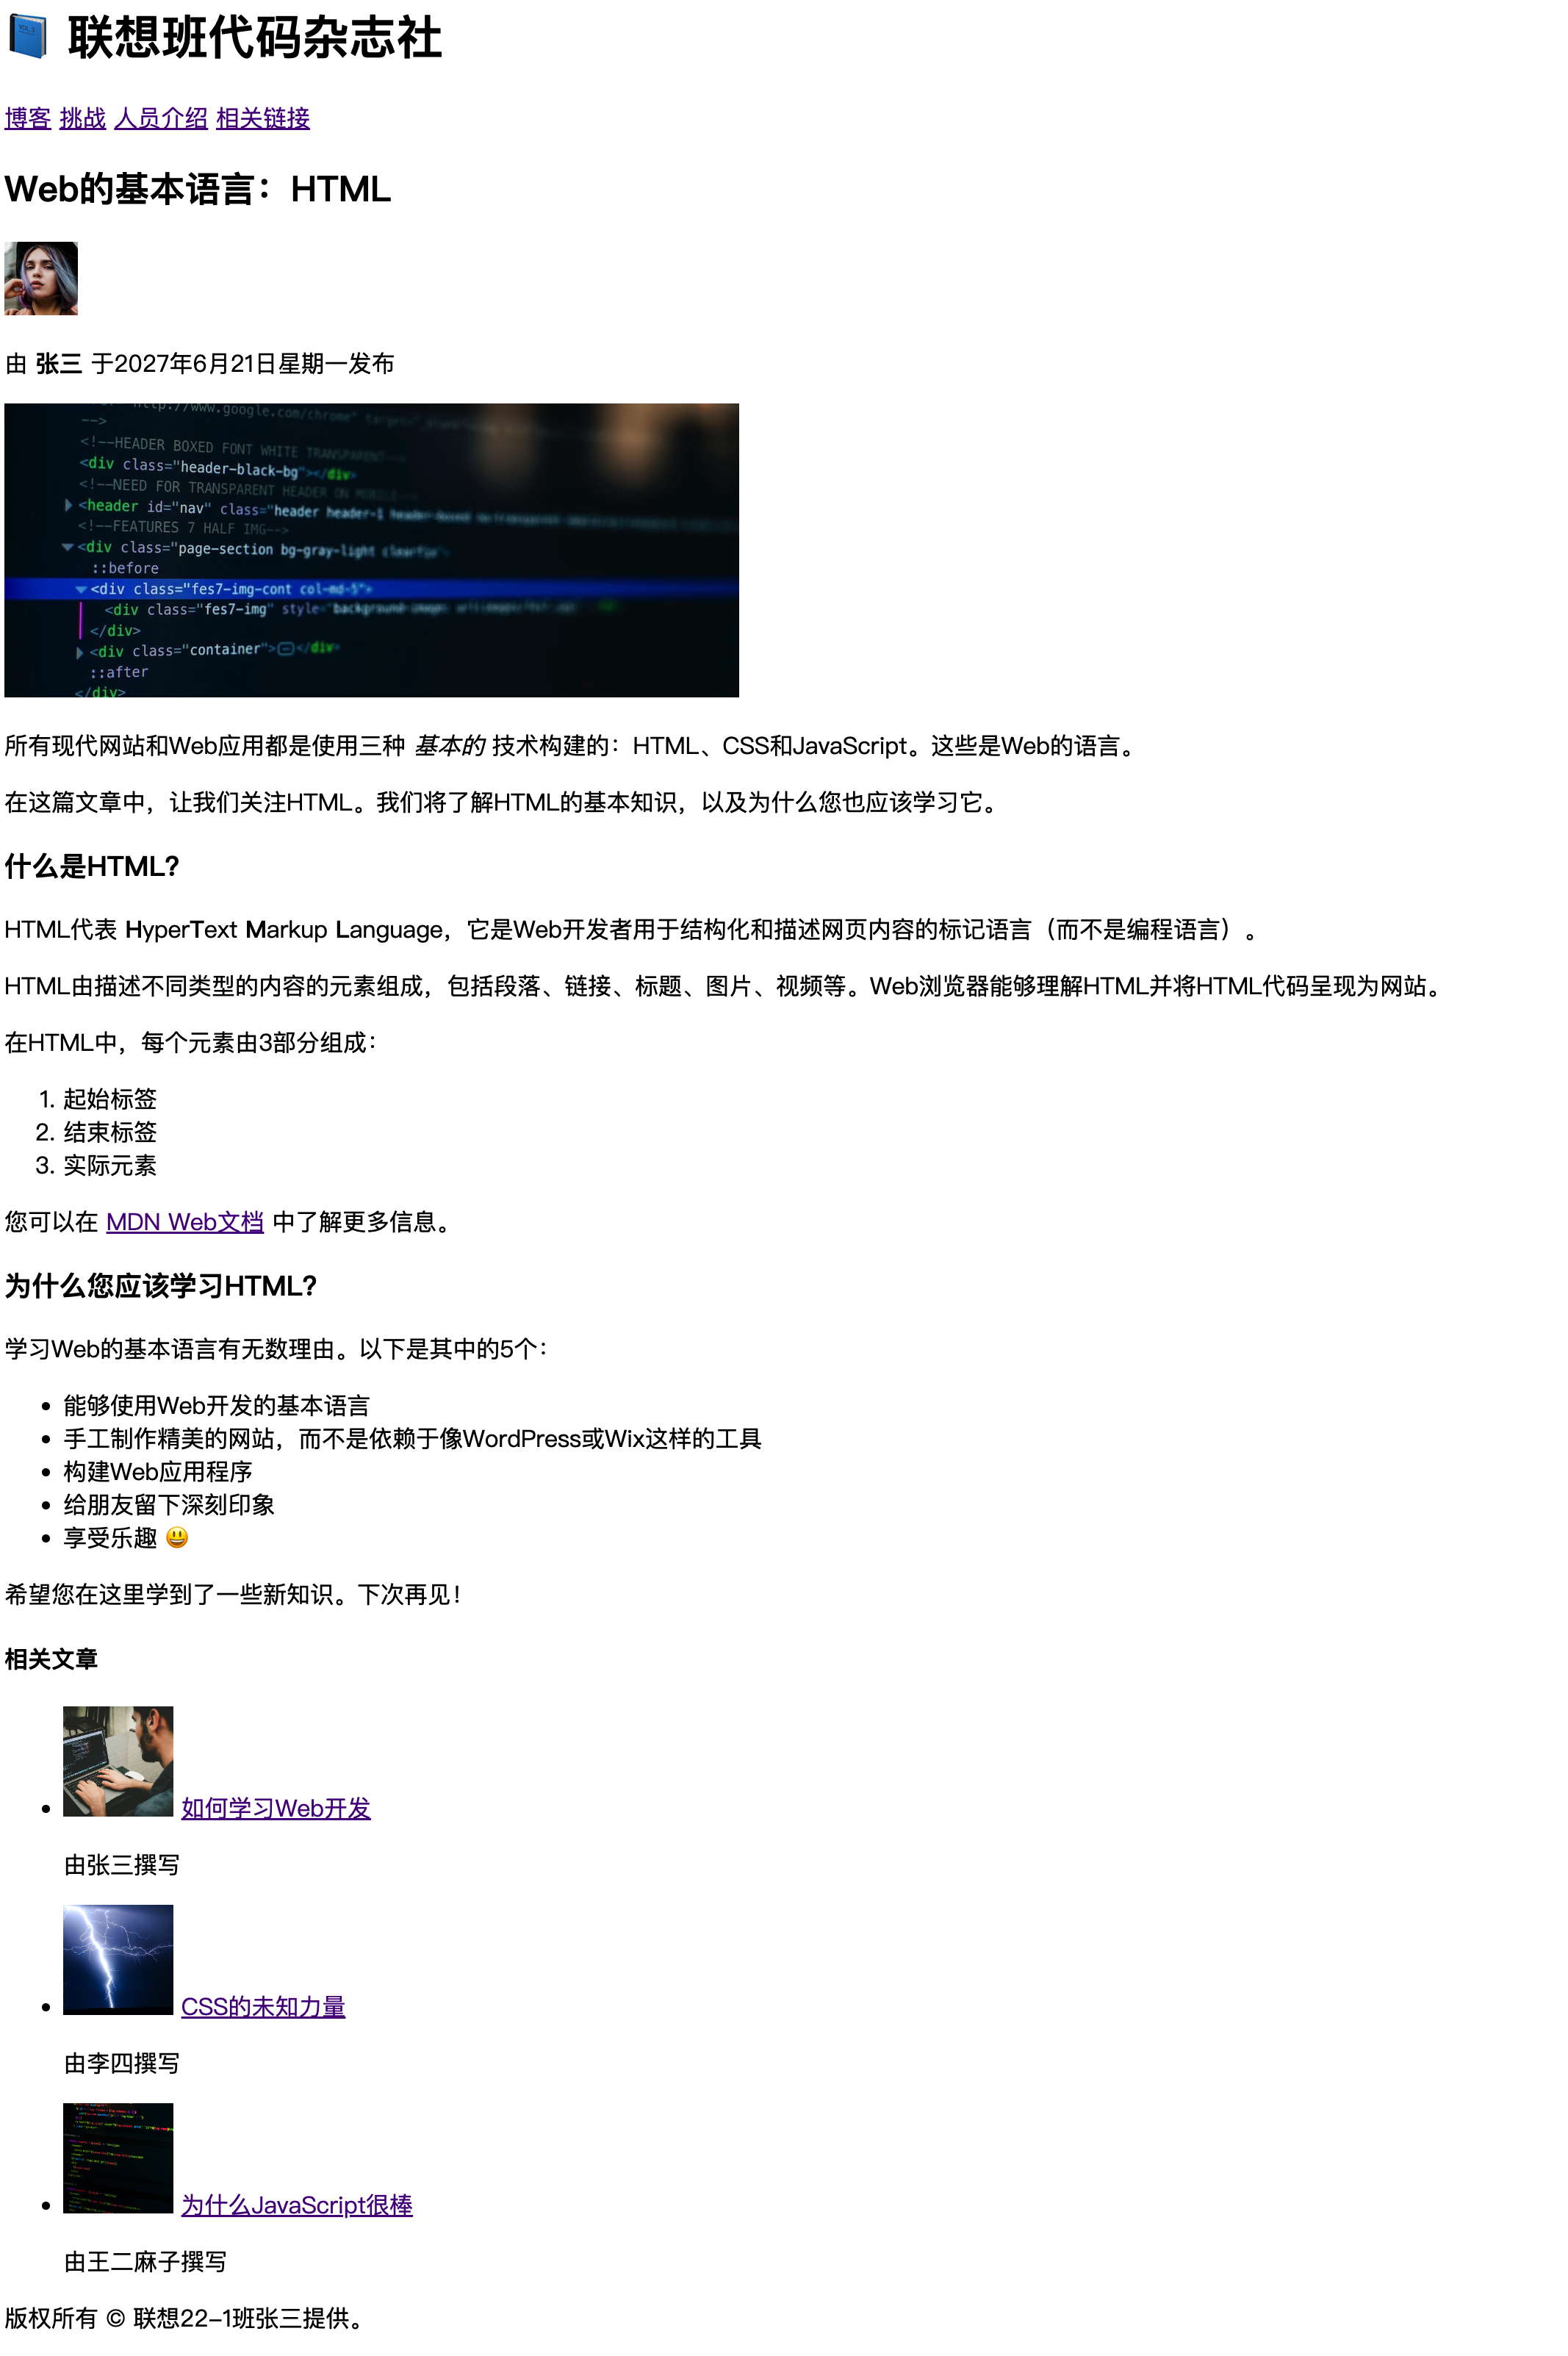 📘 联想班代码杂志社
博客 挑战 人员介绍 相关链接
Web的基本语言：HTML
由 张三 于2027年6月21日星期一发布
http://www.google.com/chrome" target="_blank"
-->
<!--HEADER BOXED FONT WHITE TRANSPARENT-->
<div class="header-black-bg"></div>
<!--NEED FOR TRANSPARENT HEADER ON MOBILE-->
<header id="nav" class="header header-1 header-boxed
<!--FEATURES 7 HALF IMG-->
<div class="page-section bg-gray-light clearfix">
::before
<div class="fes7-img-cont col-md-5">
<div class="fes7-img" style="background-image:
</div>
<div class="container"></div>
::after
</div>
所有现代网站和Web应用都是使用三种 基本的 技术构建的：HTML、CSS和JavaScript。这些是Web的语言。
在这篇文章中，让我们关注HTML。我们将了解HTML的基本知识，以及为什么您也应该学习它。
什么是HTML？
HTML代表 HyperText Markup Language，它是Web开发者用于结构化和描述网页内容的标记语言（而不是编程语言）。
HTML由描述不同类型的内容的元素组成，包括段落、链接、标题、图片、视频等。Web浏览器能够理解HTML并将HTML代码呈现为网站。
在HTML中，每个元素由3部分组成：
1. 起始标签
2. 结束标签
3. 实际元素
您可以在 MDN Web文档 中了解更多信息。
为什么您应该学习HTML？
学习Web的基本语言有无数理由。以下是其中的5个：
• 能够使用Web开发的基本语言
• 手工制作精美的网站，而不是依赖于像WordPress或Wix这样的工具
• 构建Web应用程序
• 给朋友留下深刻印象
• 享受乐趣 😃
希望您在这里学到了一些新知识。下次再见！
相关文章
• 如何学习Web开发
由张三撰写
• CSS的未知力量
由李四撰写
• 为什么JavaScript很棒
由王二麻子撰写
版权所有 © 联想22-1班张三提供。